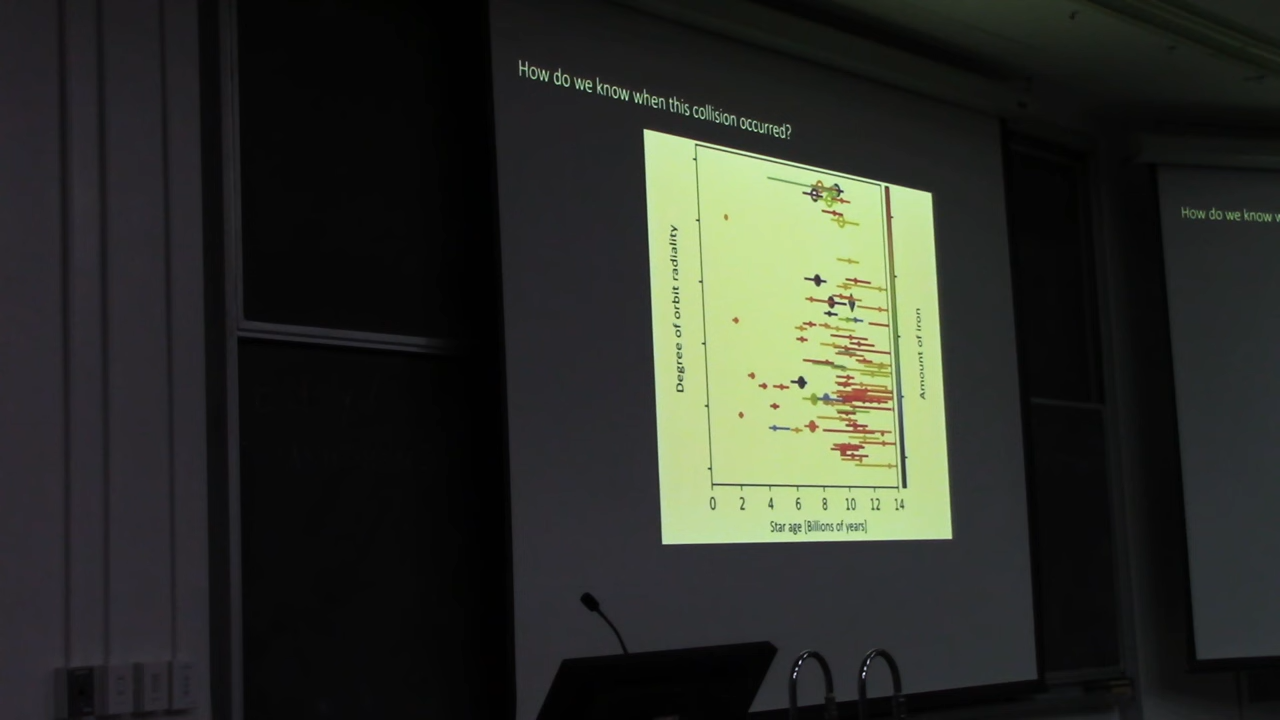 How do we know when this collision occurred?
Degree of orbit radiality
Amount of iron
0 2 4 6 8 10 12 14
Star age [Billions of years]
How do we know